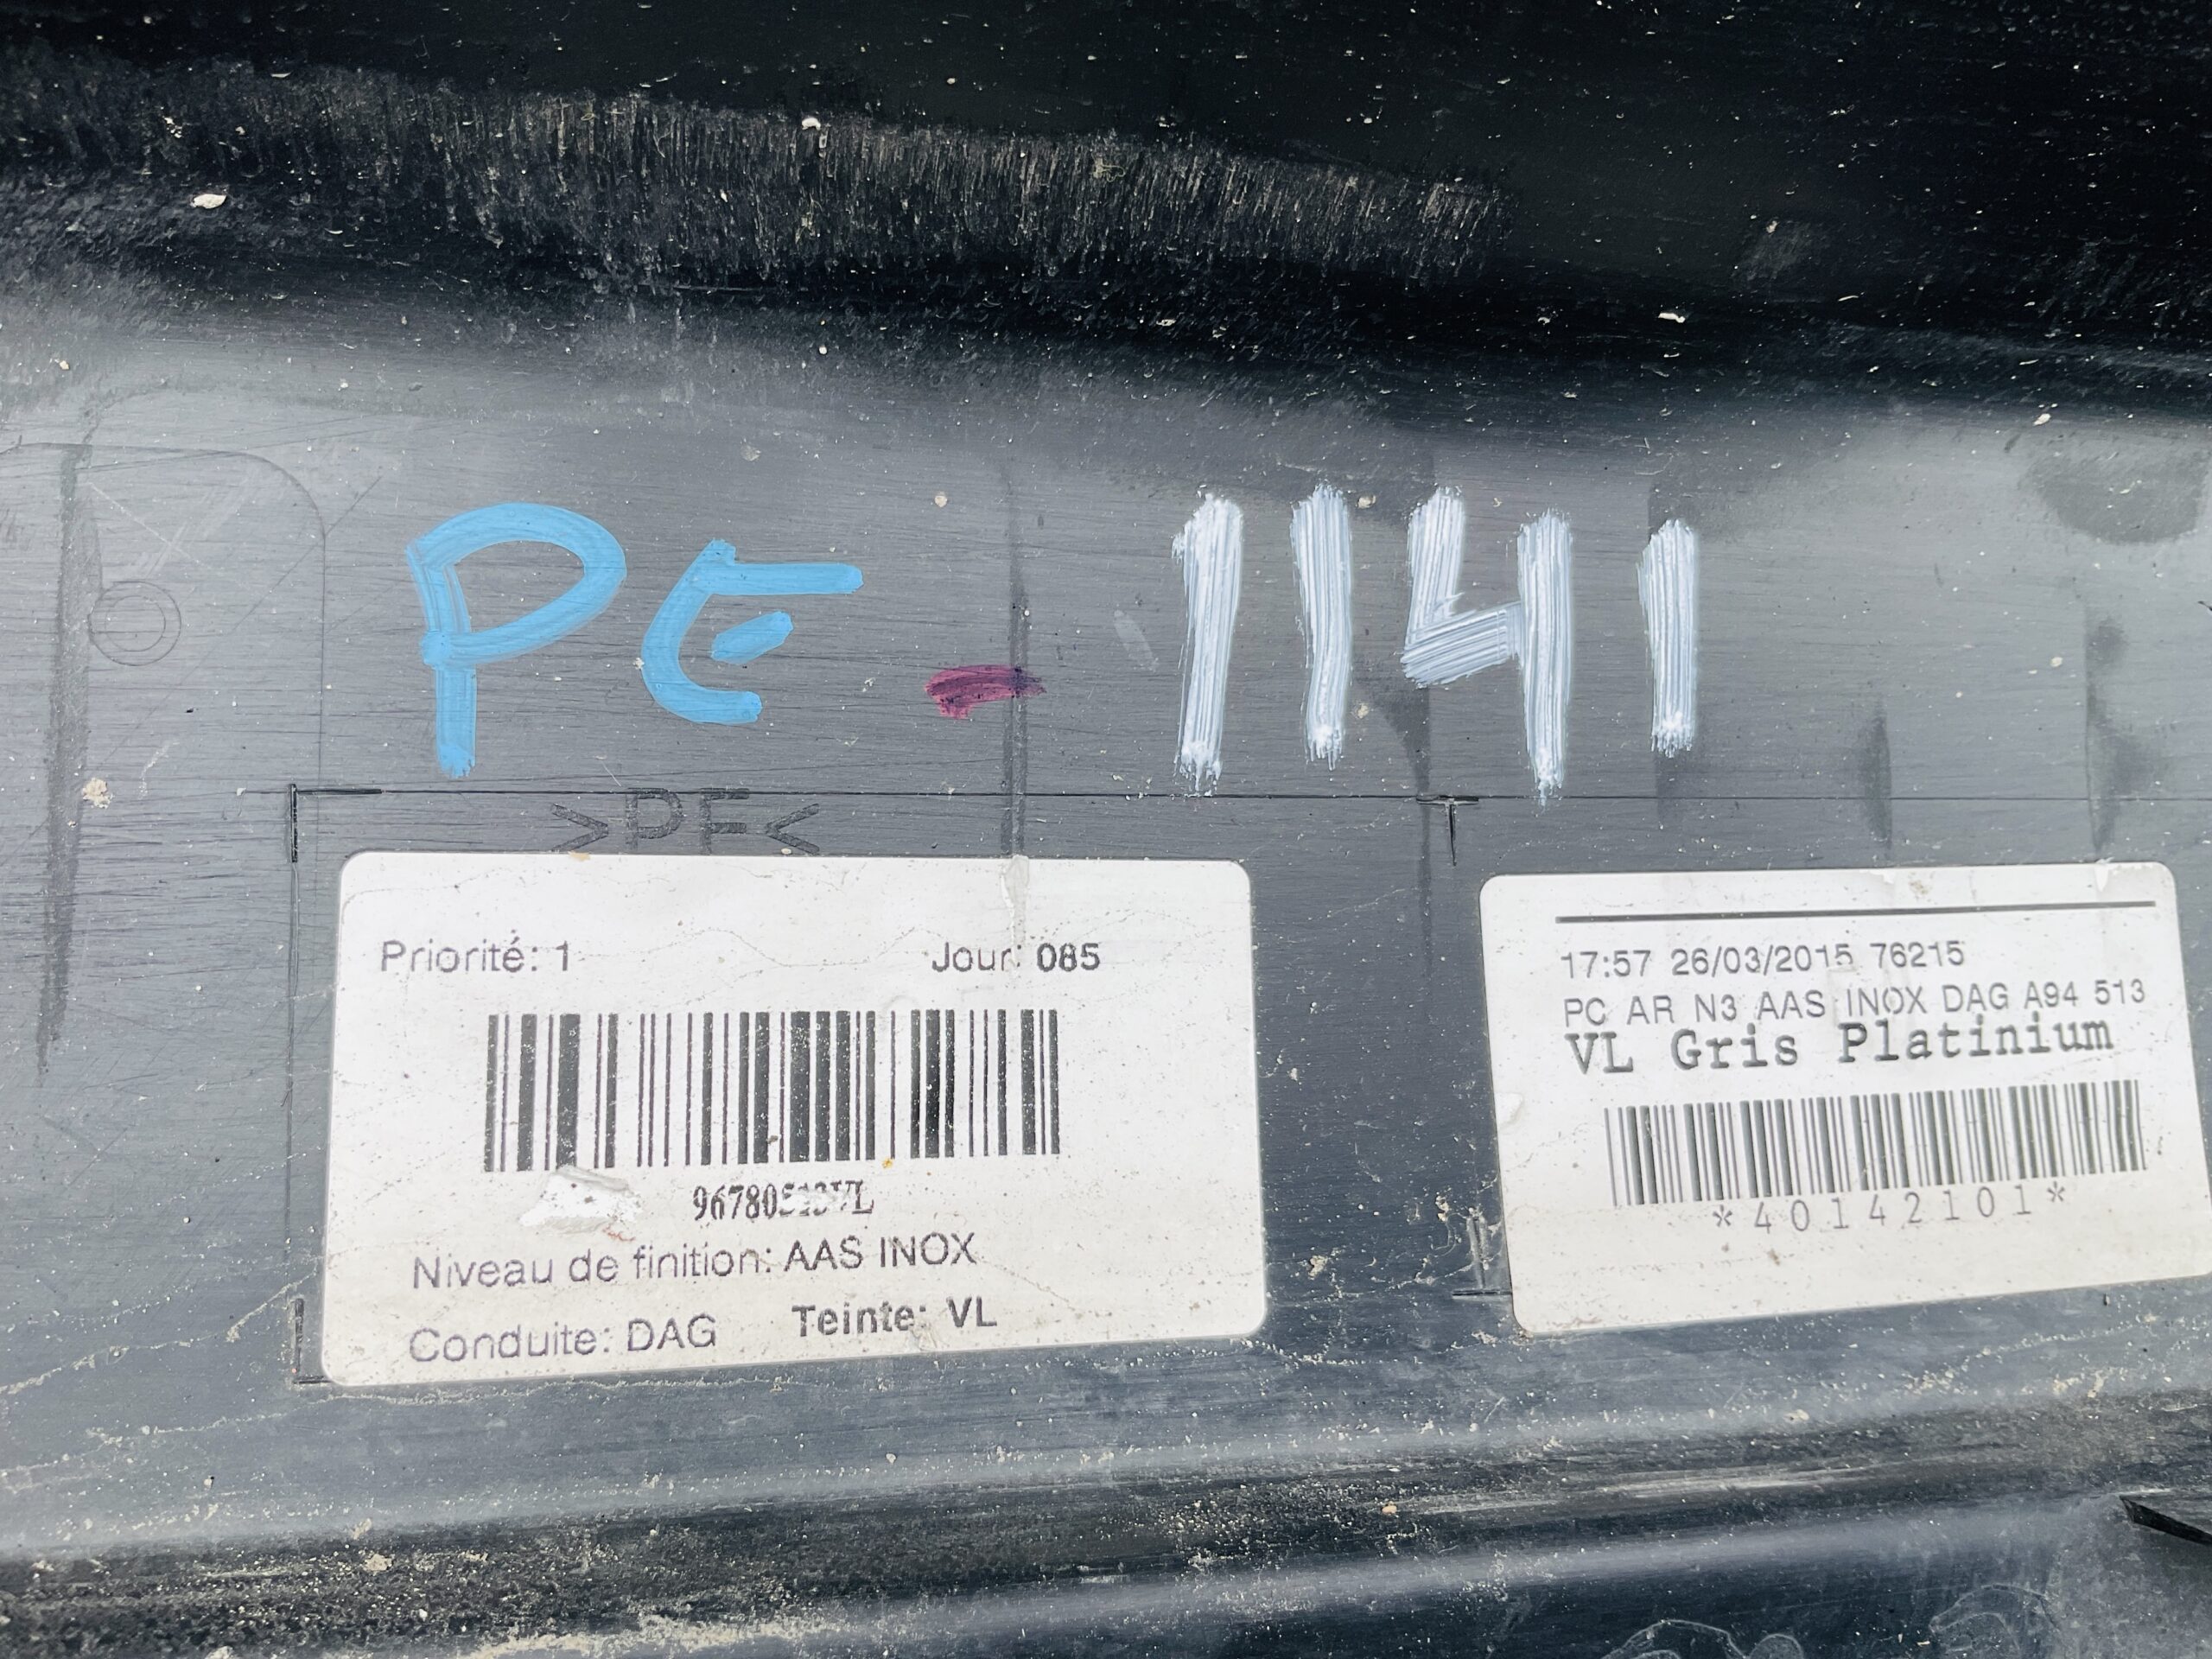 PE - 1141
>PE<
Priorité: 1 Jour: 085
Niveau de finition: AAS INOX
Conduite: DAG Teinte: VL
17:57 26/03/2015 76215
PC AR N3 AAS INOX DAG A94 513
VL Gris Platinium
*40142101*